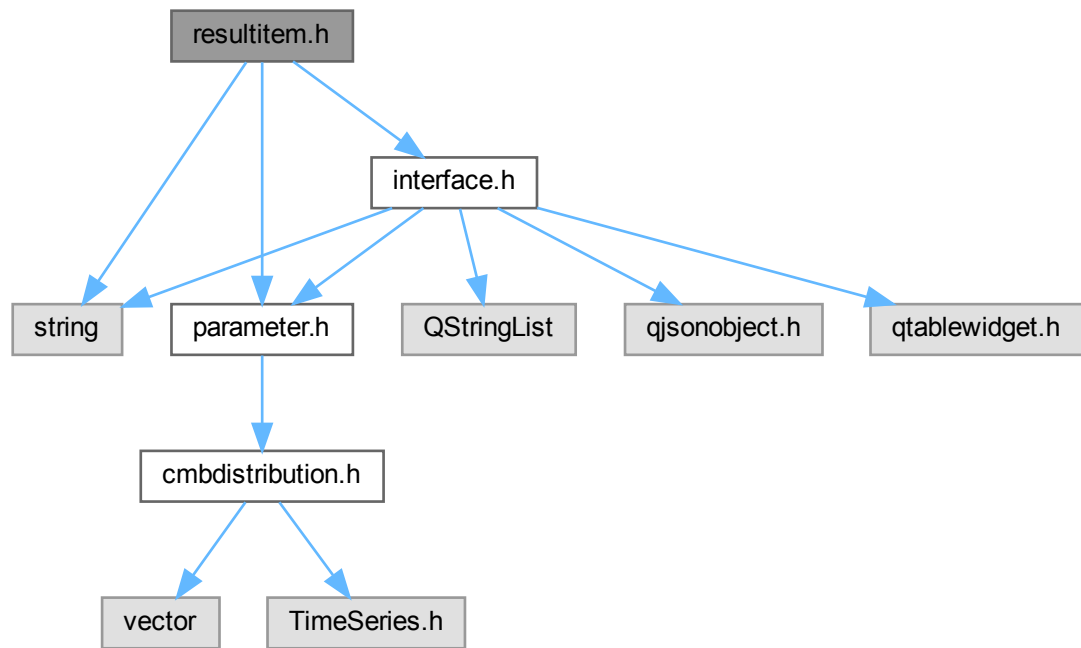 resultitem.h
interface.h
string
parameter.h
QStringList
qjsonobject.h
qtablewidget.h
cmbdistribution.h
vector
TimeSeries.h